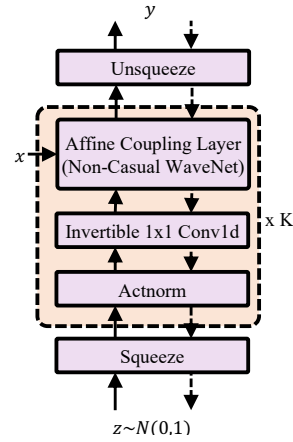 y
Unsqueeze
Affine Coupling Layer
(Non-Casual WaveNet)
x
Invertible 1x1 Conv1d
x K
Actnorm
Squeeze
z~N(0,1)